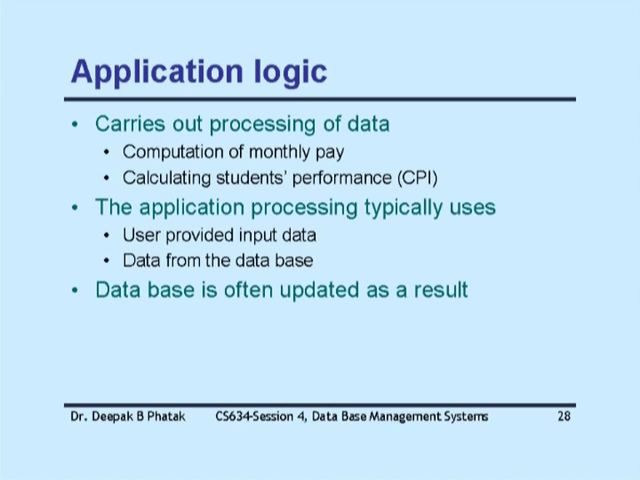 Application logic
• Carries out processing of data
• Computation of monthly pay
• Calculating students' performance (CPI)
• The application processing typically uses
• User provided input data
• Data from the data base
• Data base is often updated as a result
Dr. Deepak B Phatak CS634-Session 4, Data Base Management Systems 28